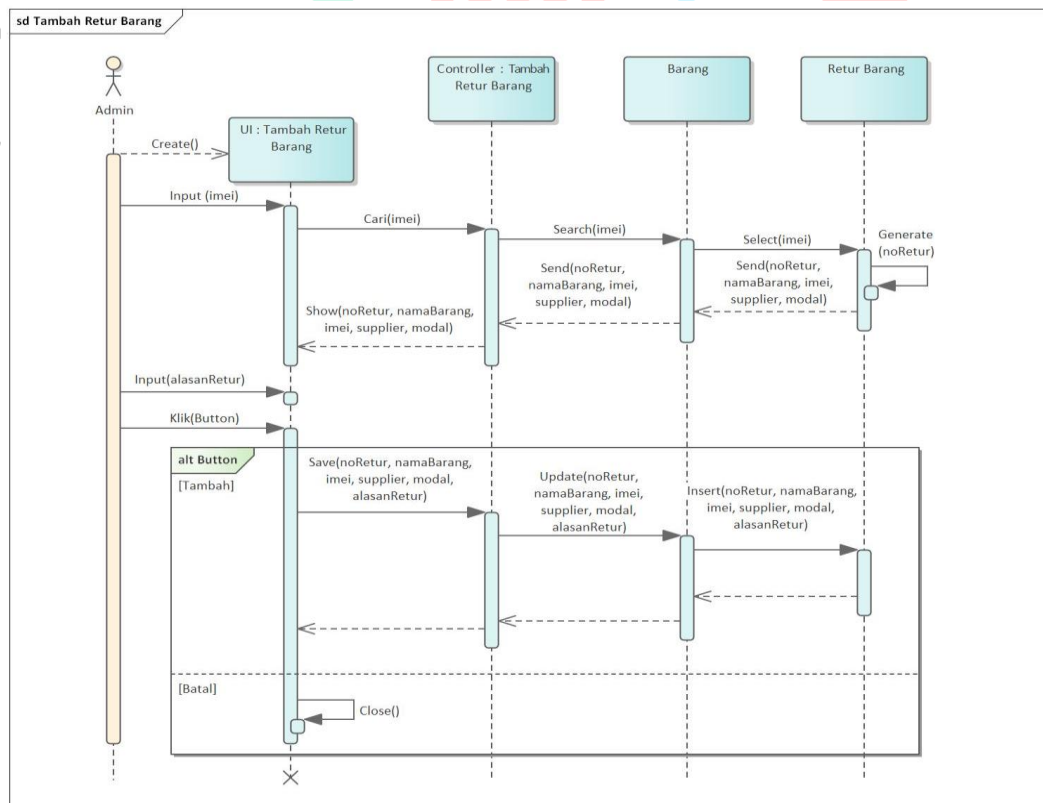 sd Tambah Retur Barang
Admin
UI : Tambah Retur
Barang
Controller : Tambah
Retur Barang
Barang
Retur Barang
Create()
Input (imei)
Cari(imei)
Search(imei)
Select(imei)
Generate
(noRetur)
Send(noRetur,
namaBarang, imei,
supplier, modal)
Send(noRetur,
namaBarang, imei,
supplier, modal)
Show(noRetur, namaBarang,
imei, supplier, modal)
Input(alasanRetur)
Klik(Button)
alt Button
[Tambah]
Save(noRetur, namaBarang,
imei, supplier, modal,
alasanRetur)
Update(noRetur,
namaBarang, imei,
supplier, modal,
alasanRetur)
Insert(noRetur, namaBarang,
imei, supplier, modal,
alasanRetur)
[Batal]
Close()